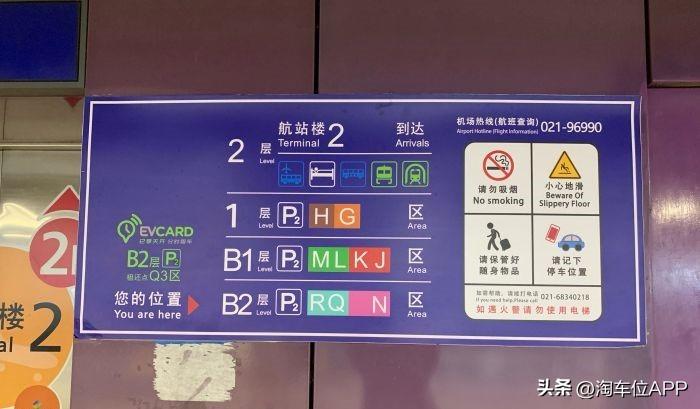 2 层 Level
航站楼 2 到达
Terminal Arrivals
1 层 Level P2 H G 区 Area
B1 层 Level P2 M L K J 区 Area
B2 层 Level P2 R Q N 区 Area
EVCARD
B2层 P2
租还点 Q3区
您的位置
You are here
机场热线(航班查询) 021-96990
Airport Hotline (Flight Information)
请勿吸烟
No smoking
小心地滑
Beware Of
Slippery Floor
请保管好
随身物品
请记下
停车位置
如需帮助,请拨打电话 021-68340218
If you need help,Please call
如遇火警请勿使用电梯
2
楼 2
al
头条 @淘车位APP